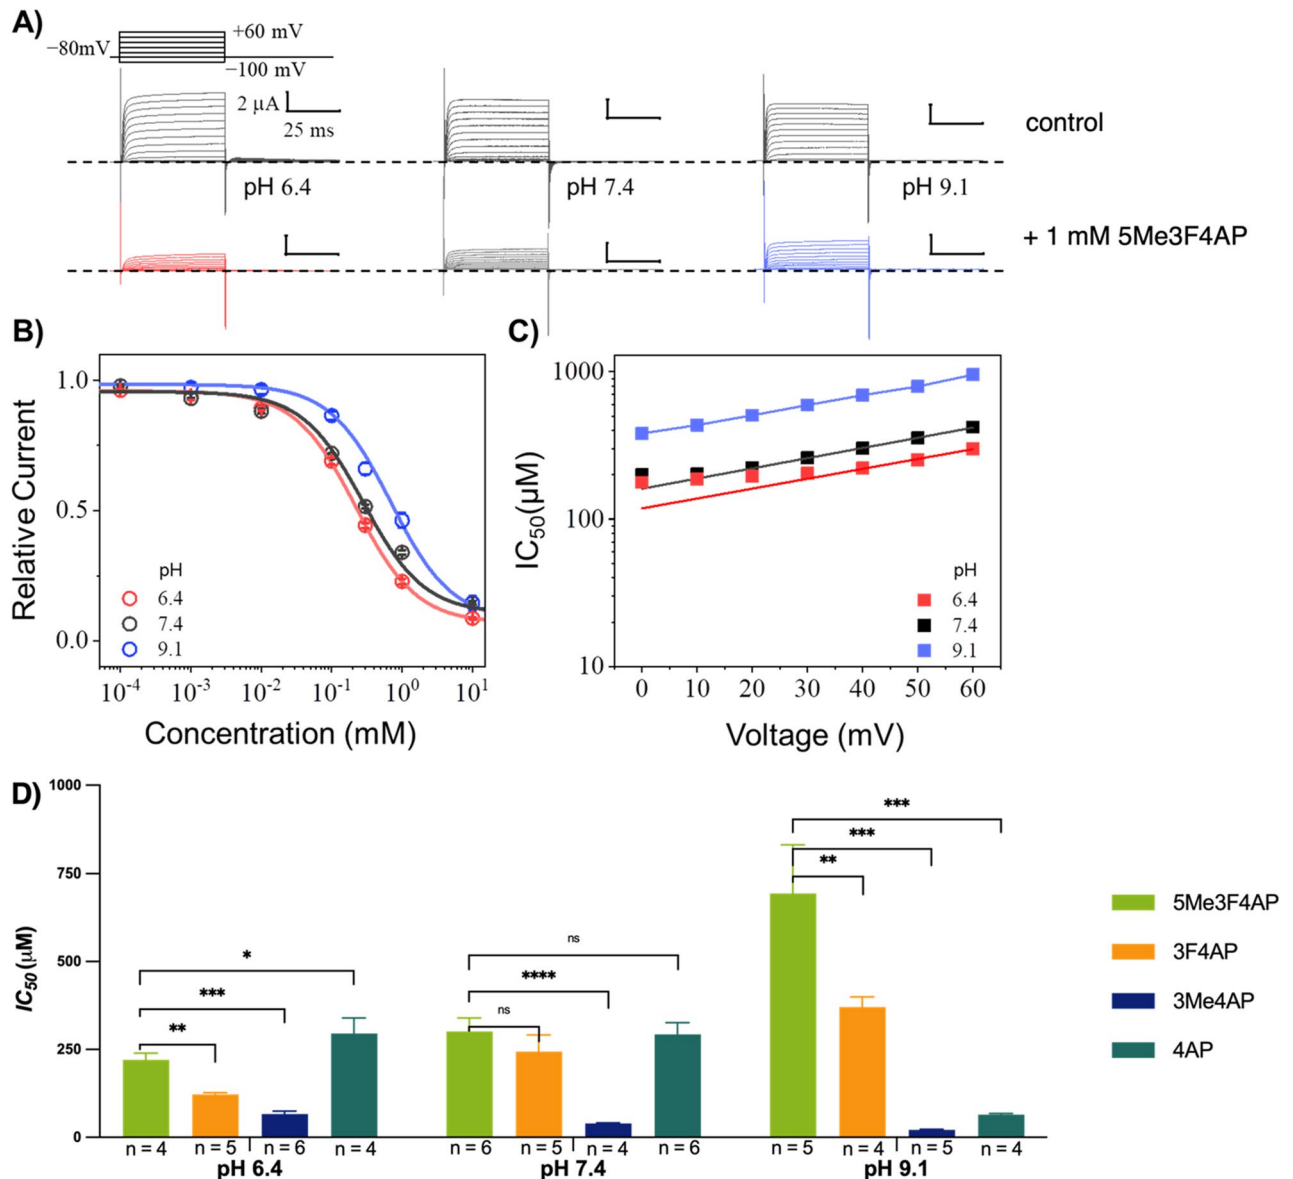 A)
−80mV
+60 mV
−100 mV
2 μA
25 ms
control
pH 6.4
pH 7.4
pH 9.1
+ 1 mM 5Me3F4AP
B)
Relative Current
1.0
0.5
0.0
pH
6.4
7.4
9.1
10⁻⁴ 10⁻³ 10⁻² 10⁻¹ 10⁰ 10¹
Concentration (mM)
C)
IC₅₀(μM)
1000
100
10
pH
6.4
7.4
9.1
0 10 20 30 40 50 60
Voltage (mV)
D)
IC₅₀ (μM)
1000
750
500
250
0
** *** * 
ns **** ns
** *** ***
n = 4 n = 5 n = 6 n = 4
n = 6 n = 5 n = 4 n = 6
n = 5 n = 4 n = 5 n = 4
pH 6.4 pH 7.4 pH 9.1
5Me3F4AP
3F4AP
3Me4AP
4AP